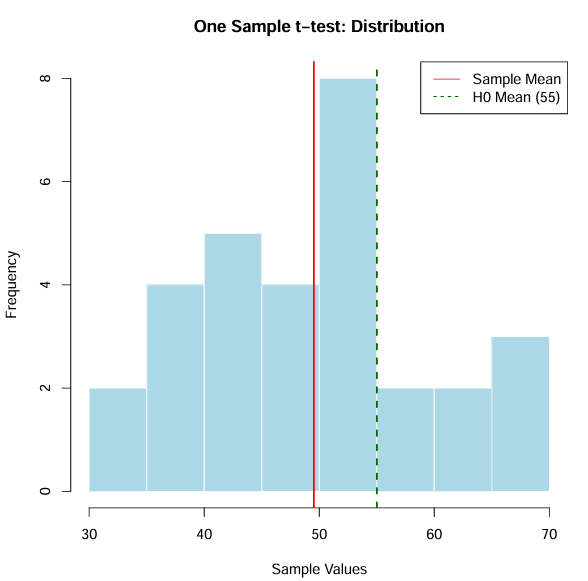 One Sample t-test: Distribution
Sample Mean
H0 Mean (55)
8
6
4
2
0
Frequency
30 40 50 60 70
Sample Values